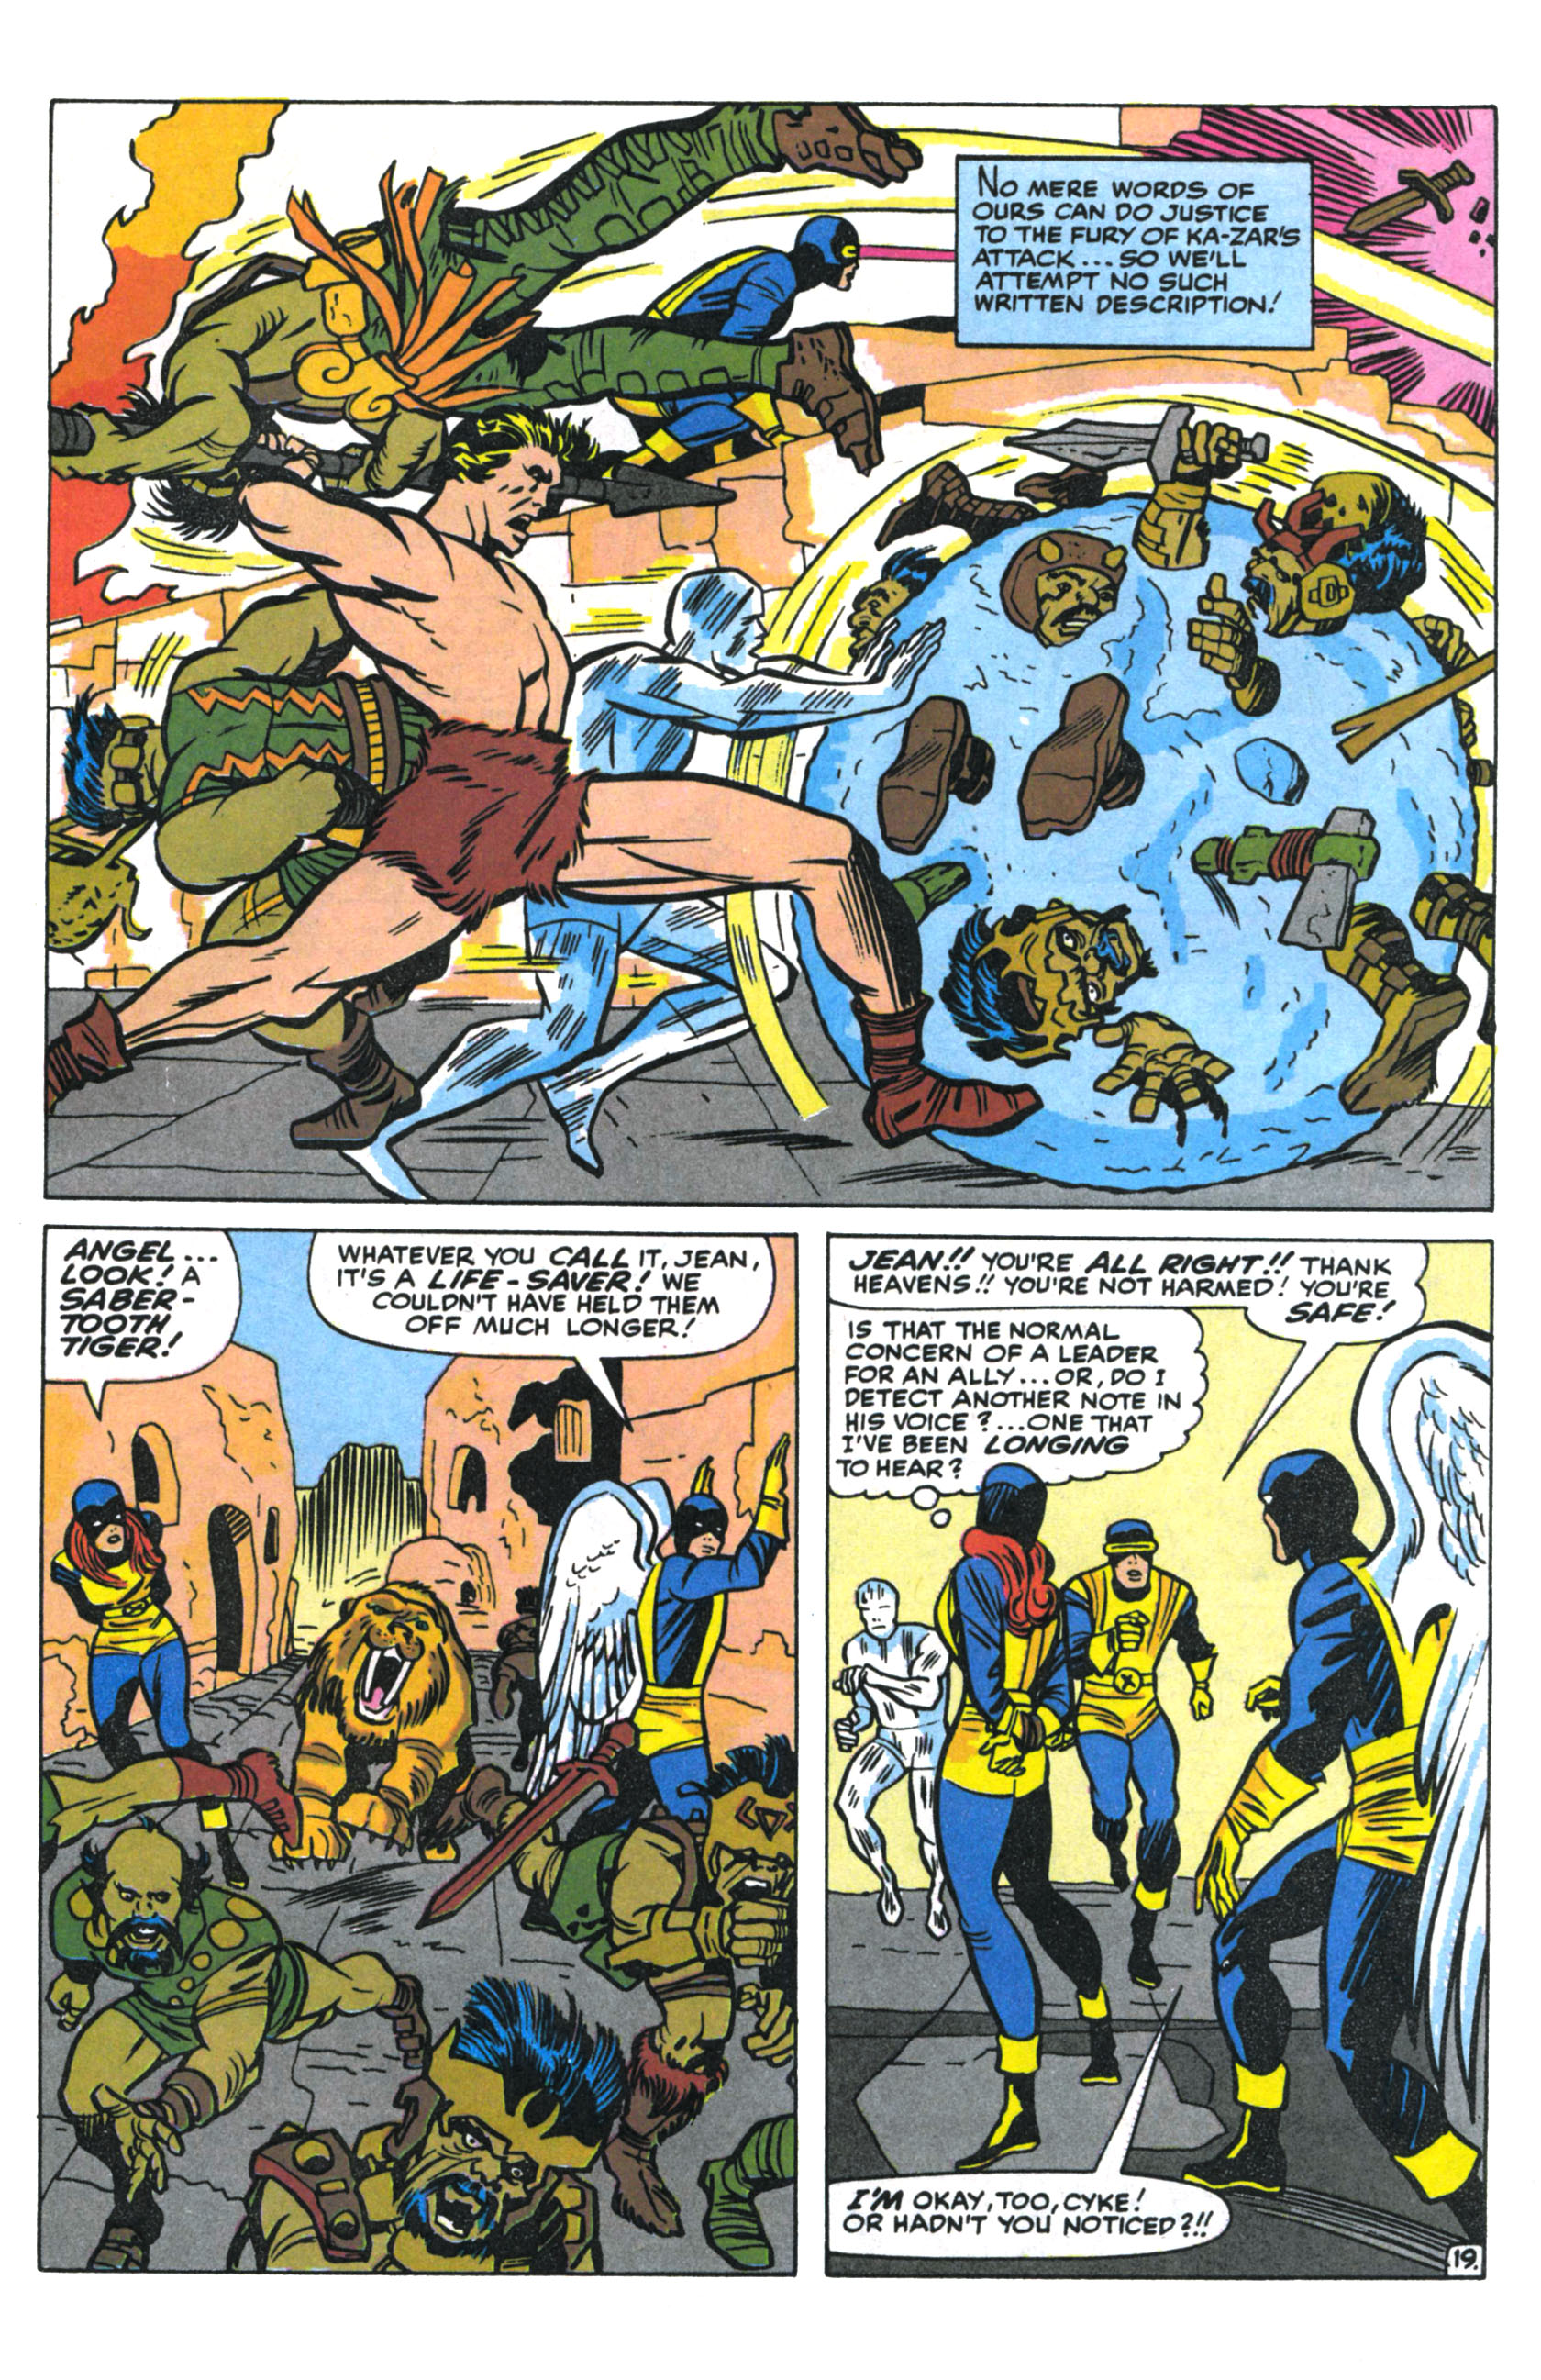 NO MERE WORDS OF
OURS CAN DO JUSTICE
TO THE FURY OF KA-ZAR'S
ATTACK... SO WE'LL
ATTEMPT NO SUCH
WRITTEN DESCRIPTION!
ANGEL...
LOOK! A
SABER-
TOOTH
TIGER!
WHATEVER YOU CALL IT, JEAN,
IT'S A LIFE-SAVER! WE
COULDN'T HAVE HELD THEM
OFF MUCH LONGER!
JEAN!! YOU'RE ALL RIGHT!! THANK
HEAVENS!! YOU'RE NOT HARMED! YOU'RE
SAFE!
IS THAT THE NORMAL
CONCERN OF A LEADER
FOR AN ALLY...OR, DO I
DETECT ANOTHER NOTE IN
HIS VOICE?...ONE THAT
I'VE BEEN LONGING
TO HEAR?
I'M OKAY, TOO, CYKE!
OR HADN'T YOU NOTICED?!!
19.